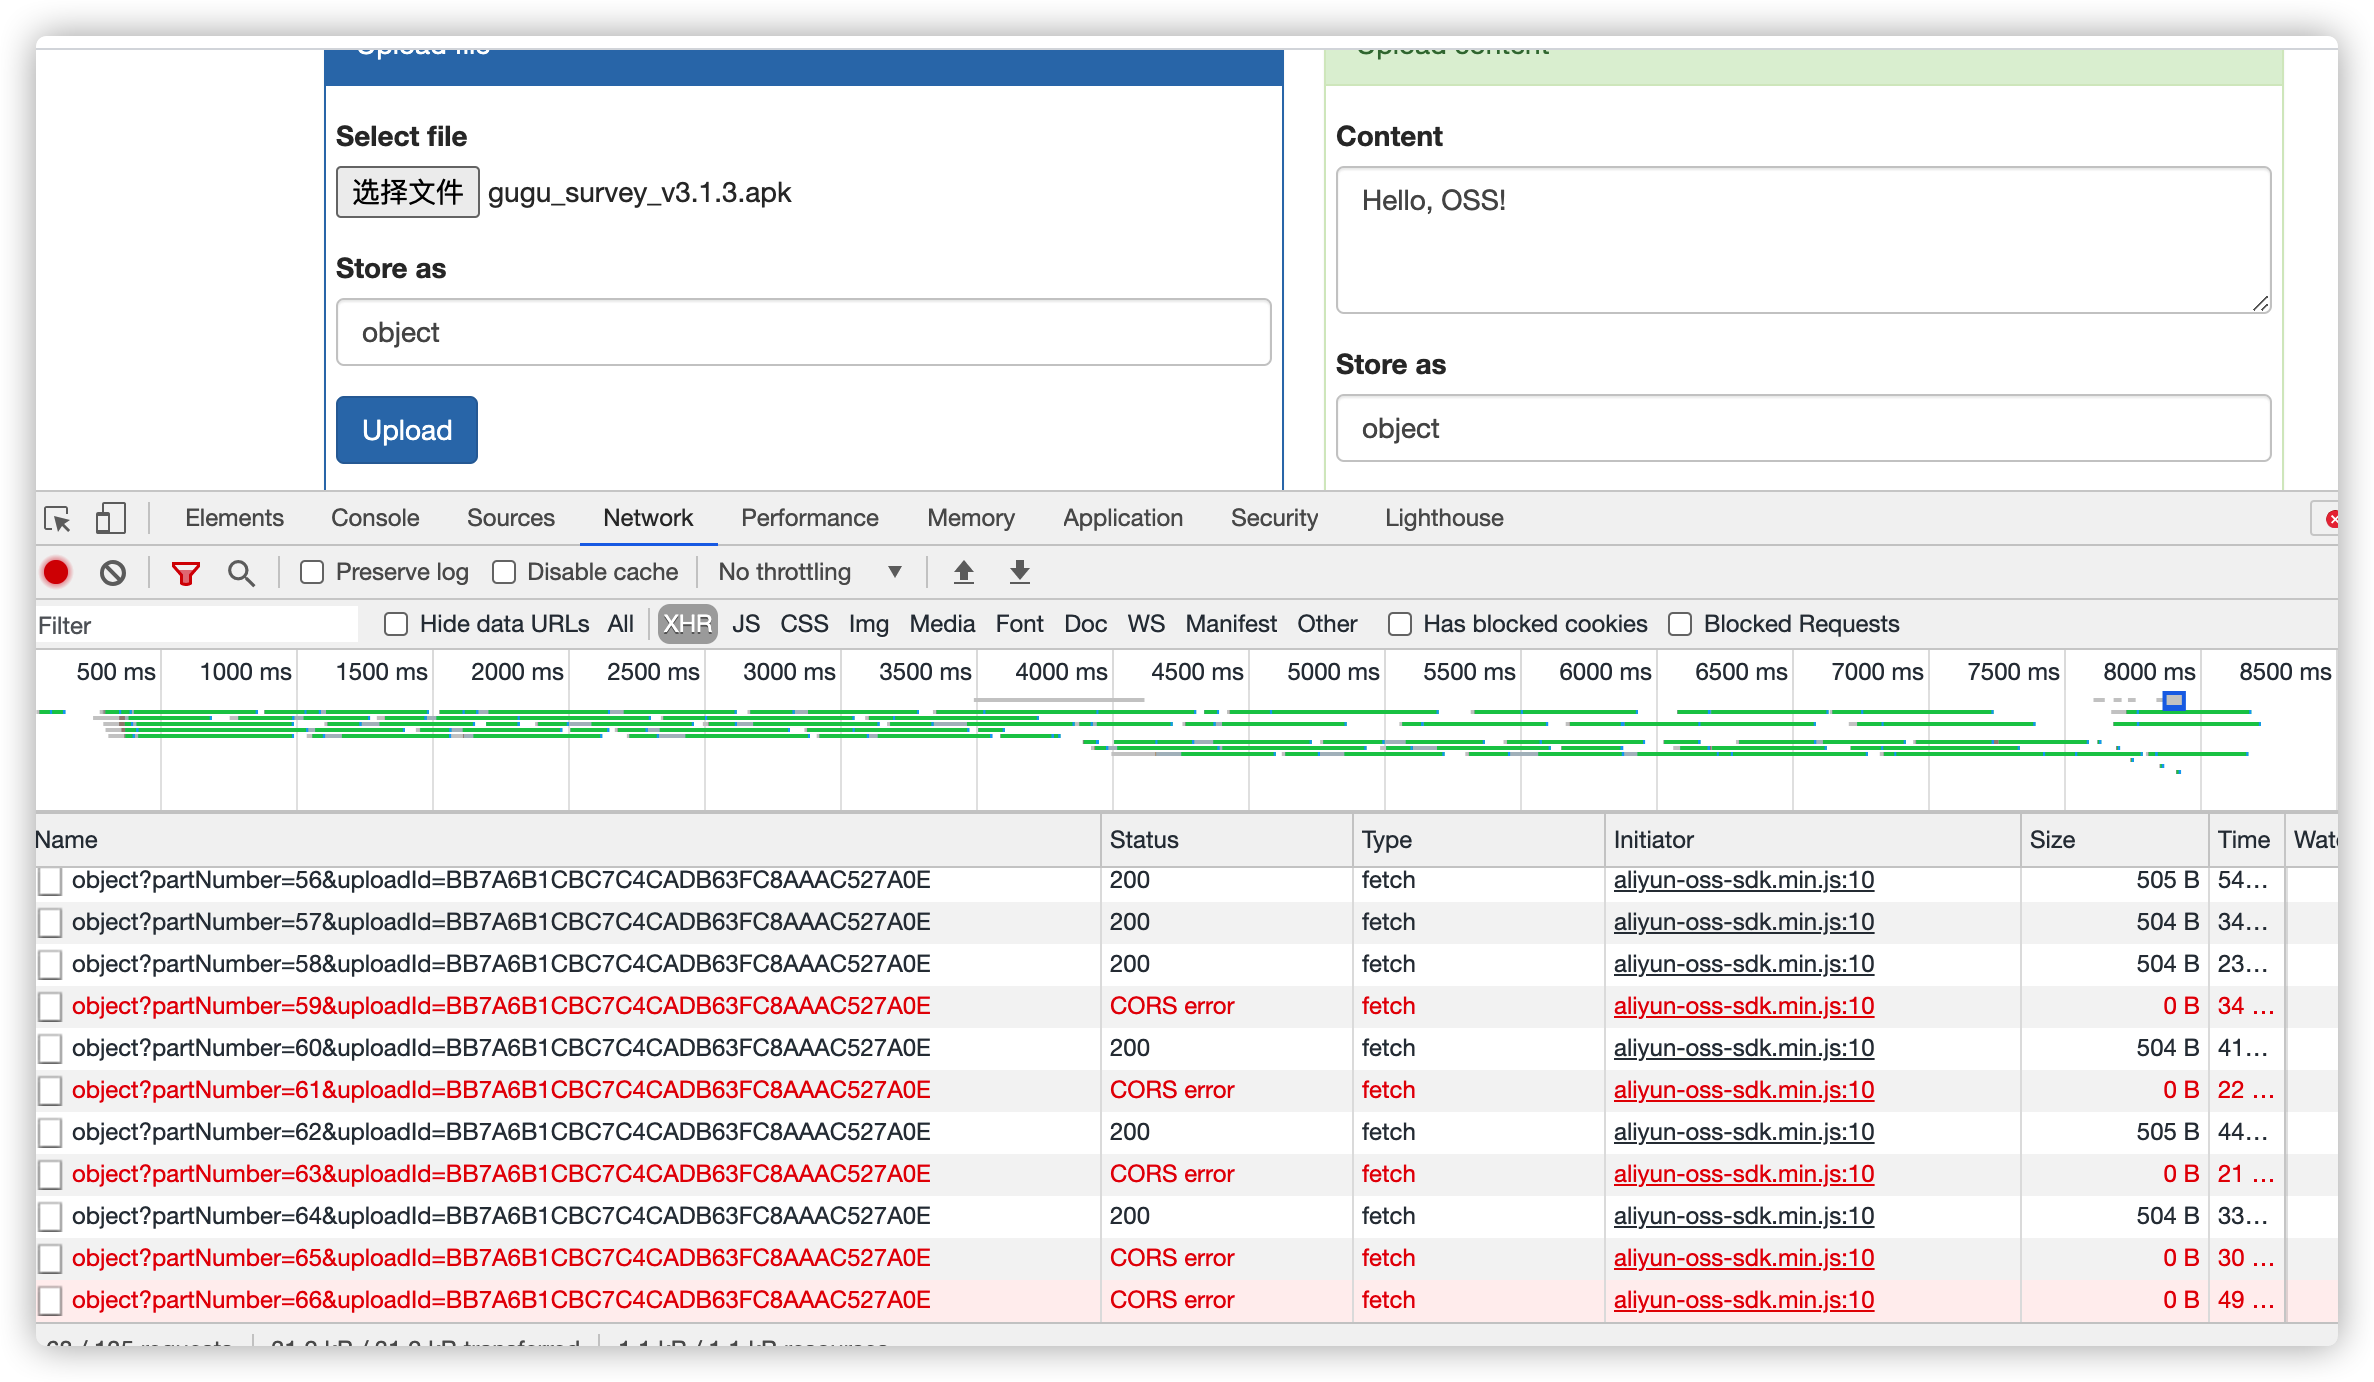 Upload file
Upload content
Select file
选择文件 gugu_survey_v3.1.3.apk
Store as
object
Upload
Content
Hello, OSS!
Store as
object
Elements Console Sources Network Performance Memory Application Security Lighthouse
Preserve log Disable cache No throttling
Filter Hide data URLs All XHR JS CSS Img Media Font Doc WS Manifest Other Has blocked cookies Blocked Requests
500 ms 1000 ms 1500 ms 2000 ms 2500 ms 3000 ms 3500 ms 4000 ms 4500 ms 5000 ms 5500 ms 6000 ms 6500 ms 7000 ms 7500 ms 8000 ms 8500 ms
Name Status Type Initiator Size Time
object?partNumber=56&uploadId=BB7A6B1CBC7C4CADB63FC8AAAC527A0E 200 fetch aliyun-oss-sdk.min.js:10 505 B 54...
object?partNumber=57&uploadId=BB7A6B1CBC7C4CADB63FC8AAAC527A0E 200 fetch aliyun-oss-sdk.min.js:10 504 B 34...
object?partNumber=58&uploadId=BB7A6B1CBC7C4CADB63FC8AAAC527A0E 200 fetch aliyun-oss-sdk.min.js:10 504 B 23...
object?partNumber=59&uploadId=BB7A6B1CBC7C4CADB63FC8AAAC527A0E CORS error fetch aliyun-oss-sdk.min.js:10 0 B 34 ...
object?partNumber=60&uploadId=BB7A6B1CBC7C4CADB63FC8AAAC527A0E 200 fetch aliyun-oss-sdk.min.js:10 504 B 41...
object?partNumber=61&uploadId=BB7A6B1CBC7C4CADB63FC8AAAC527A0E CORS error fetch aliyun-oss-sdk.min.js:10 0 B 22 ...
object?partNumber=62&uploadId=BB7A6B1CBC7C4CADB63FC8AAAC527A0E 200 fetch aliyun-oss-sdk.min.js:10 505 B 44...
object?partNumber=63&uploadId=BB7A6B1CBC7C4CADB63FC8AAAC527A0E CORS error fetch aliyun-oss-sdk.min.js:10 0 B 21 ...
object?partNumber=64&uploadId=BB7A6B1CBC7C4CADB63FC8AAAC527A0E 200 fetch aliyun-oss-sdk.min.js:10 504 B 33...
object?partNumber=65&uploadId=BB7A6B1CBC7C4CADB63FC8AAAC527A0E CORS error fetch aliyun-oss-sdk.min.js:10 0 B 30 ...
object?partNumber=66&uploadId=BB7A6B1CBC7C4CADB63FC8AAAC527A0E CORS error fetch aliyun-oss-sdk.min.js:10 0 B 49 ...